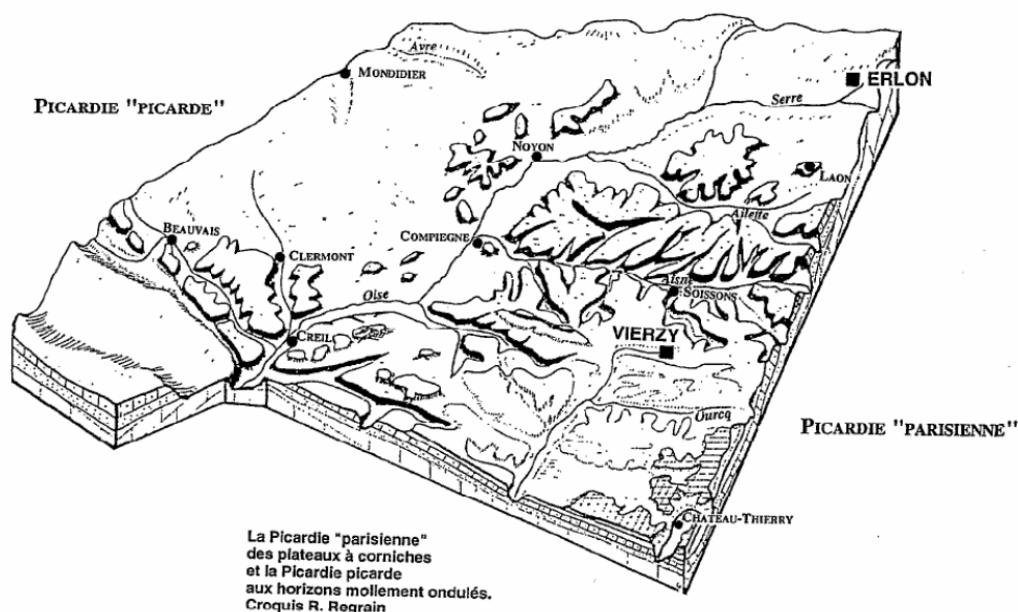 Avre
MONDIDIER
ERLON
PICARDIE "PICARDE"
Serre
NOYON
LAON
Ailette
BEAUVAIS
COMPIEGNE
CLERMONT
Aisne
SOISSONS
Oise
VIERZY
CREIL
Ourcq
PICARDIE "PARISIENNE"
CHATEAU-THIERRY
La Picardie "parisienne"
des plateaux à corniches
et la Picardie picarde
aux horizons mollement ondulés.
Croquis R. Regrain